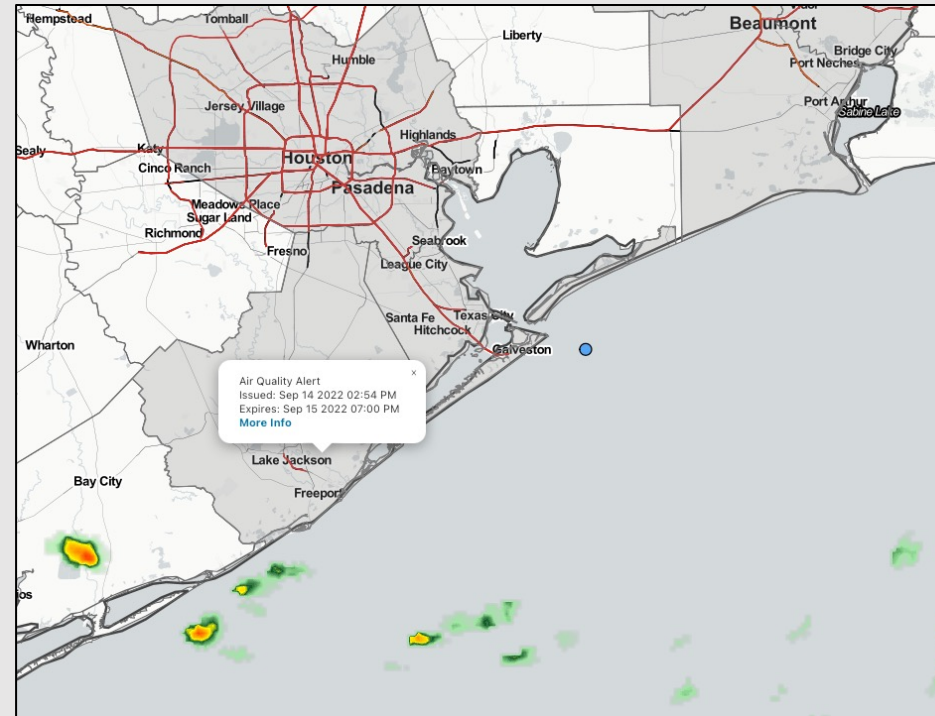 Hempstead
Tomball
Humble
Liberty
Beaumont
Bridge City
Port Neches
Jersey Village
Port Arthur
Sabine Lake
Highlands
Sealy
Katy
Houston
Cinco Ranch
Baytown
Pasadena
Meadows Place
Sugar Land
Richmond
Seabrook
Fresno
League City
Santa Fe
Texas City
Hitchcock
Wharton
Galveston
×
Air Quality Alert
Issued: Sep 14 2022 02:54 PM
Expires: Sep 15 2022 07:00 PM
More Info
Lake Jackson
Bay City
Freeport
ios